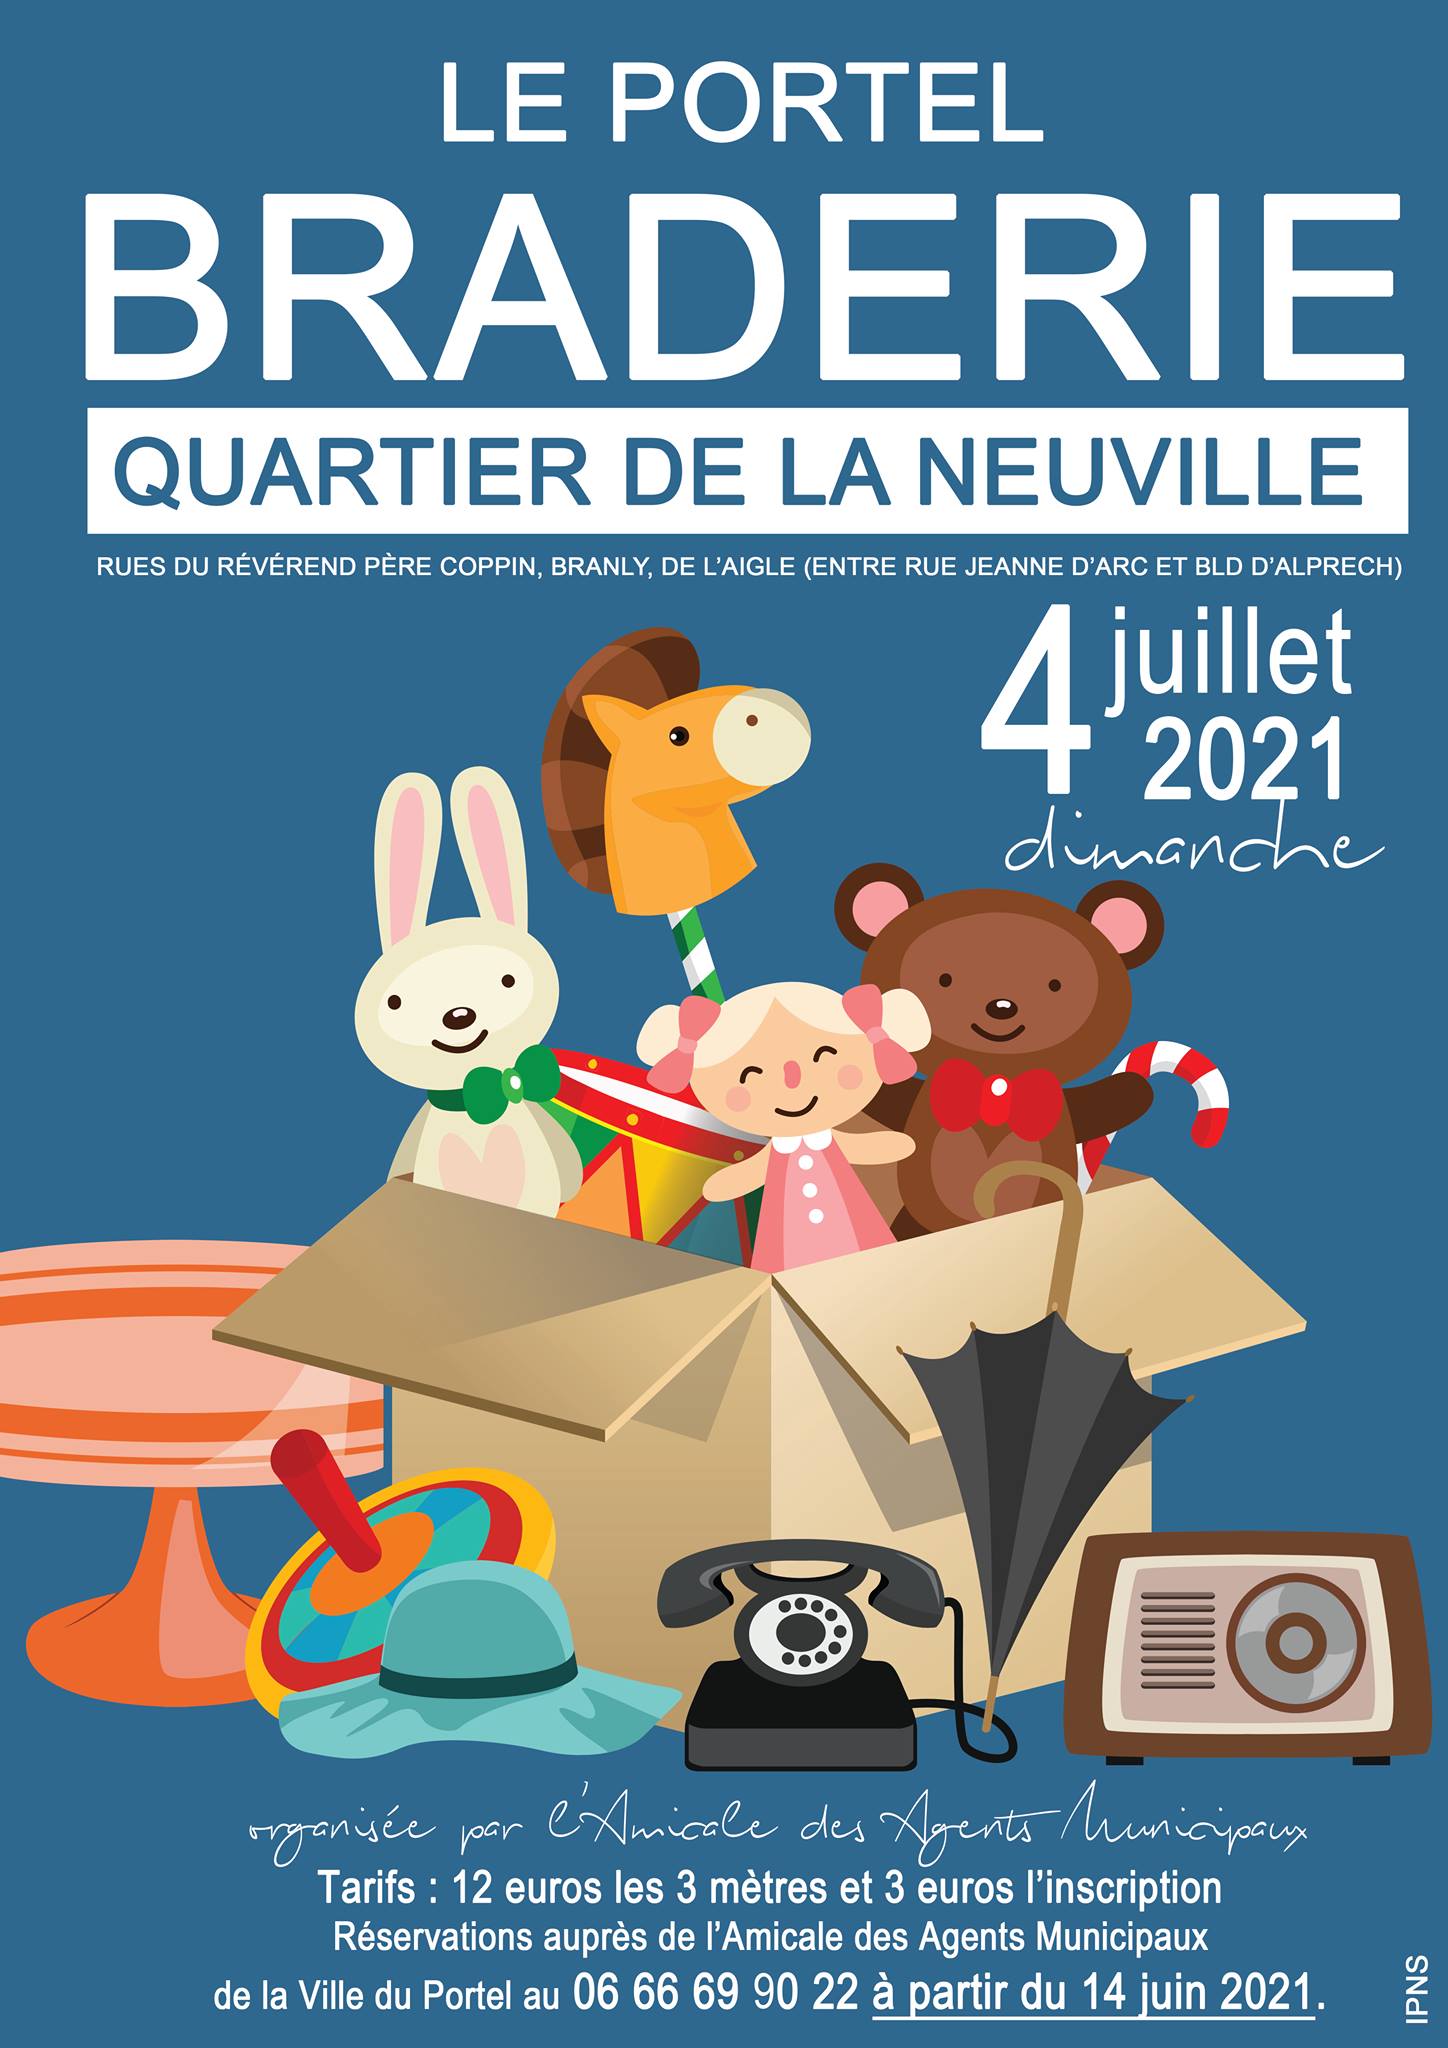 LE PORTEL
BRADERIE
QUARTIER DE LA NEUVILLE
RUES DU RÉVÉREND PÈRE COPPIN, BRANLY, DE L'AIGLE (ENTRE RUE JEANNE D'ARC ET BLD D'ALPRECH)
4 juillet
2021
dimanche
organisée par l'Amicale des Agents Municipaux
Tarifs : 12 euros les 3 mètres et 3 euros l'inscription
Réservations auprès de l'Amicale des Agents Municipaux
de la Ville du Portel au 06 66 69 90 22 à partir du 14 juin 2021.
IPNS